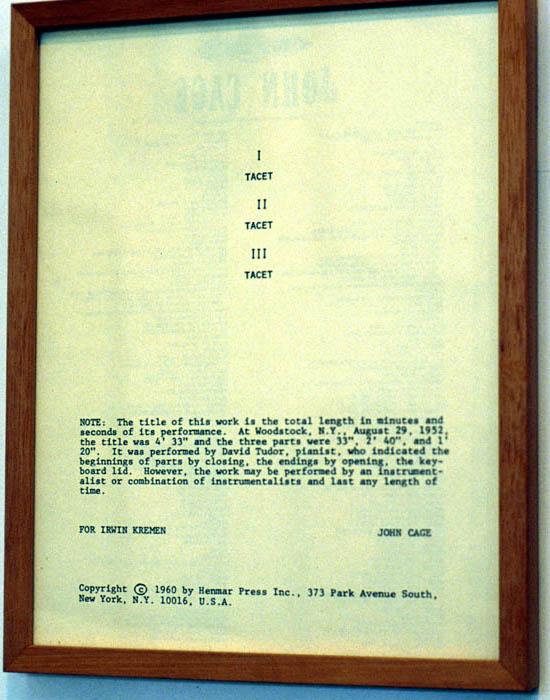 I
TACET
II
TACET
III
TACET
NOTE: The title of this work is the total length in minutes and
seconds of its performance. At Woodstock, N.Y., August 29, 1952,
the title was 4' 33" and the three parts were 33", 2' 40", and 1'
20". It was performed by David Tudor, pianist, who indicated the
beginnings of parts by closing, the endings by opening, the key-
board lid. However, the work may be performed by an instrument-
alist or combination of instrumentalists and last any length of
time.
FOR IRWIN KREMEN
JOHN CAGE
Copyright © 1960 by Henmar Press Inc., 373 Park Avenue South,
New York, N.Y. 10016, U.S.A.